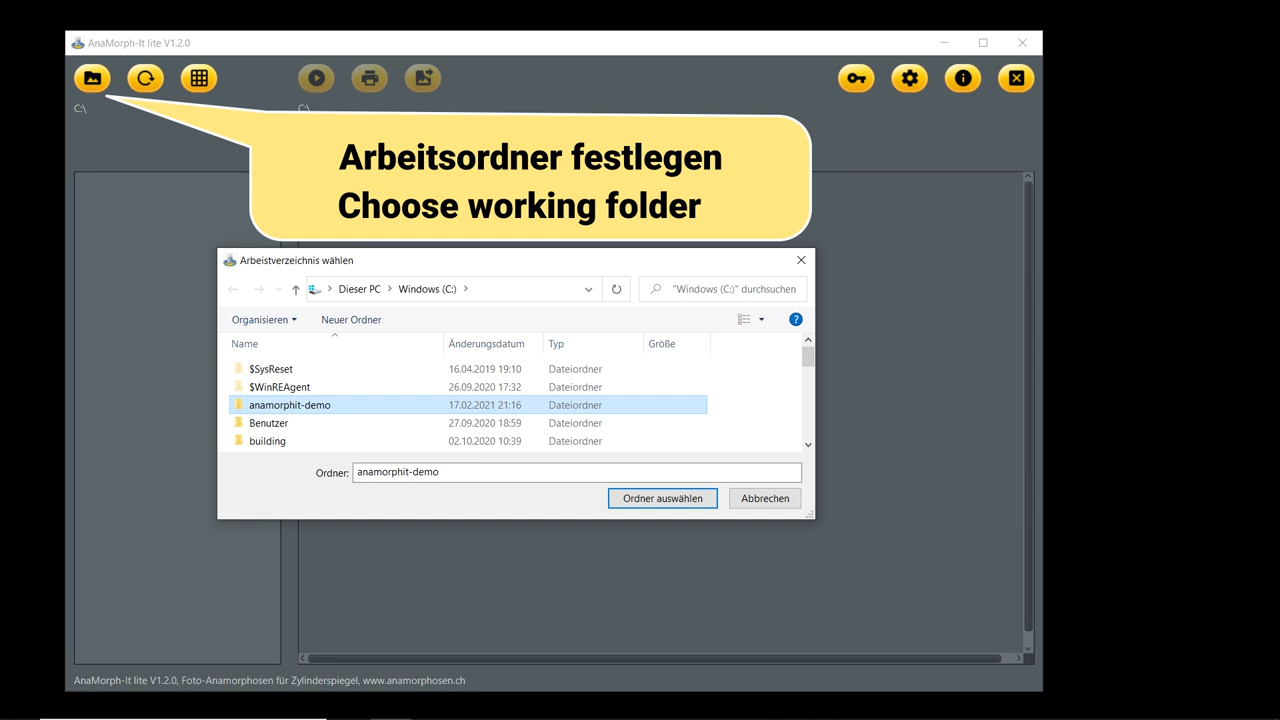 AnaMorph-It lite V1.2.0
C:\
C:\
Arbeitsordner festlegen
Choose working folder
Arbeistverzeichnis wählen
Dieser PC > Windows (C:) >
"Windows (C:)" durchsuchen
Organisieren
Neuer Ordner
Name Änderungsdatum Typ Größe
$SysReset 16.04.2019 19:10 Dateiordner
$WinREAgent 26.09.2020 17:32 Dateiordner
anamorphit-demo 17.02.2021 21:16 Dateiordner
Benutzer 27.09.2020 18:59 Dateiordner
building 02.10.2020 10:39 Dateiordner
Ordner: anamorphit-demo
Ordner auswählen Abbrechen
AnaMorph-It lite V1.2.0, Foto-Anamorphosen für Zylinderspiegel, www.anamorphosen.ch